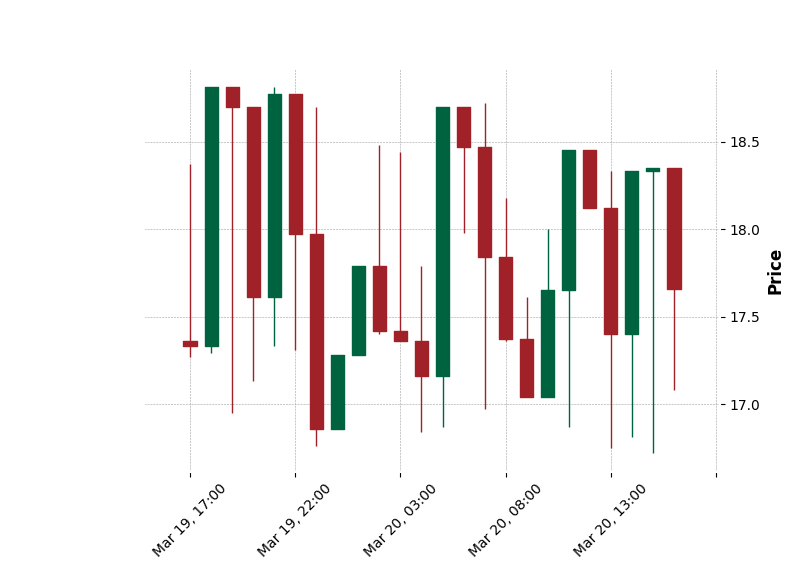 18.5
18.0
17.5
17.0
Price
Mar 19, 17:00
Mar 19, 22:00
Mar 20, 03:00
Mar 20, 08:00
Mar 20, 13:00